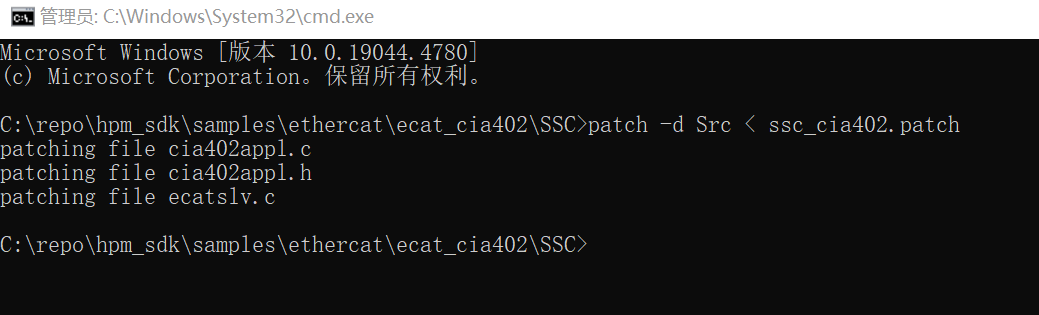 管理员: C:\Windows\System32\cmd.exe
Microsoft Windows [版本 10.0.19044.4780]
(c) Microsoft Corporation。保留所有权利。
C:\repo\hpm_sdk\samples\ethercat\ecat_cia402\SSC>patch -d Src < ssc_cia402.patch
patching file cia402appl.c
patching file cia402appl.h
patching file ecatslv.c
C:\repo\hpm_sdk\samples\ethercat\ecat_cia402\SSC>